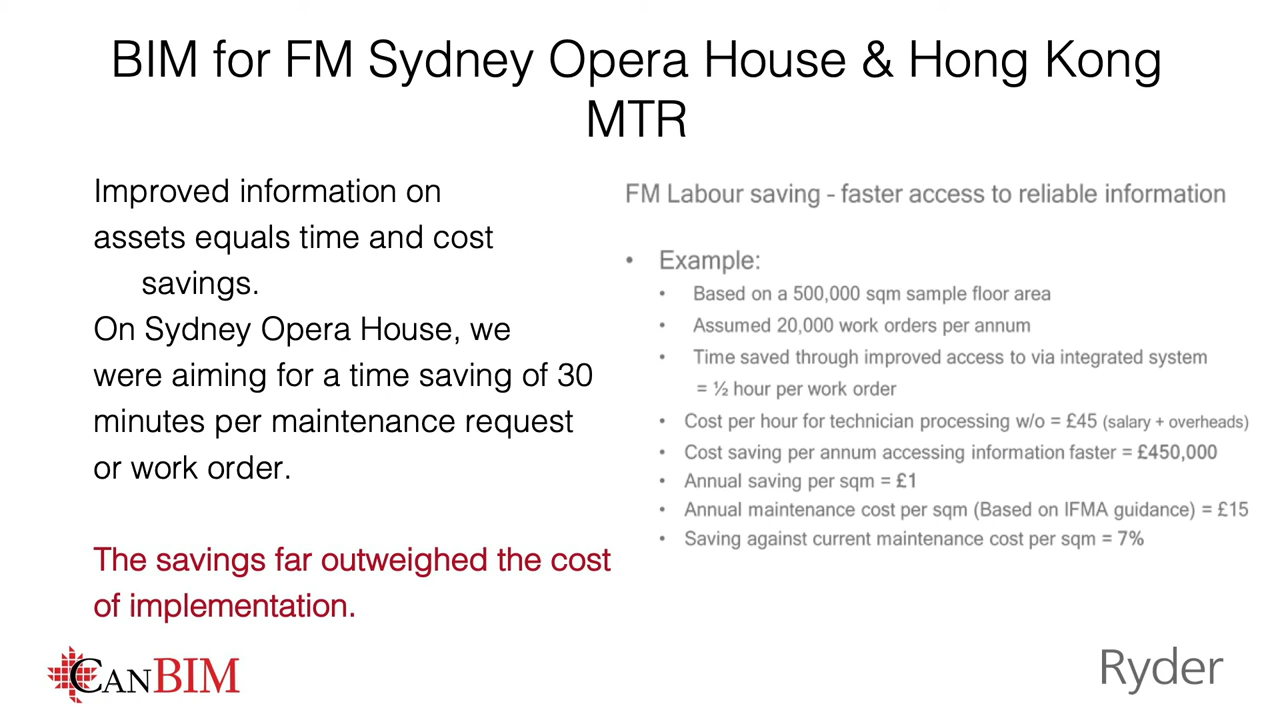 BIM for FM Sydney Opera House & Hong Kong
MTR
Improved information on
assets equals time and cost
savings.
On Sydney Opera House, we
were aiming for a time saving of 30
minutes per maintenance request
or work order.
The savings far outweighed the cost
of implementation.
FM Labour saving - faster access to reliable information
• Example:
• Based on a 500,000 sqm sample floor area
• Assumed 20,000 work orders per annum
• Time saved through improved access to via integrated system
= ½ hour per work order
• Cost per hour for technician processing w/o = £45 (salary + overheads)
• Cost saving per annum accessing information faster = £450,000
• Annual saving per sqm = £1
• Annual maintenance cost per sqm (Based on IFMA guidance) = £15
• Saving against current maintenance cost per sqm = 7%
CANBIM
Ryder